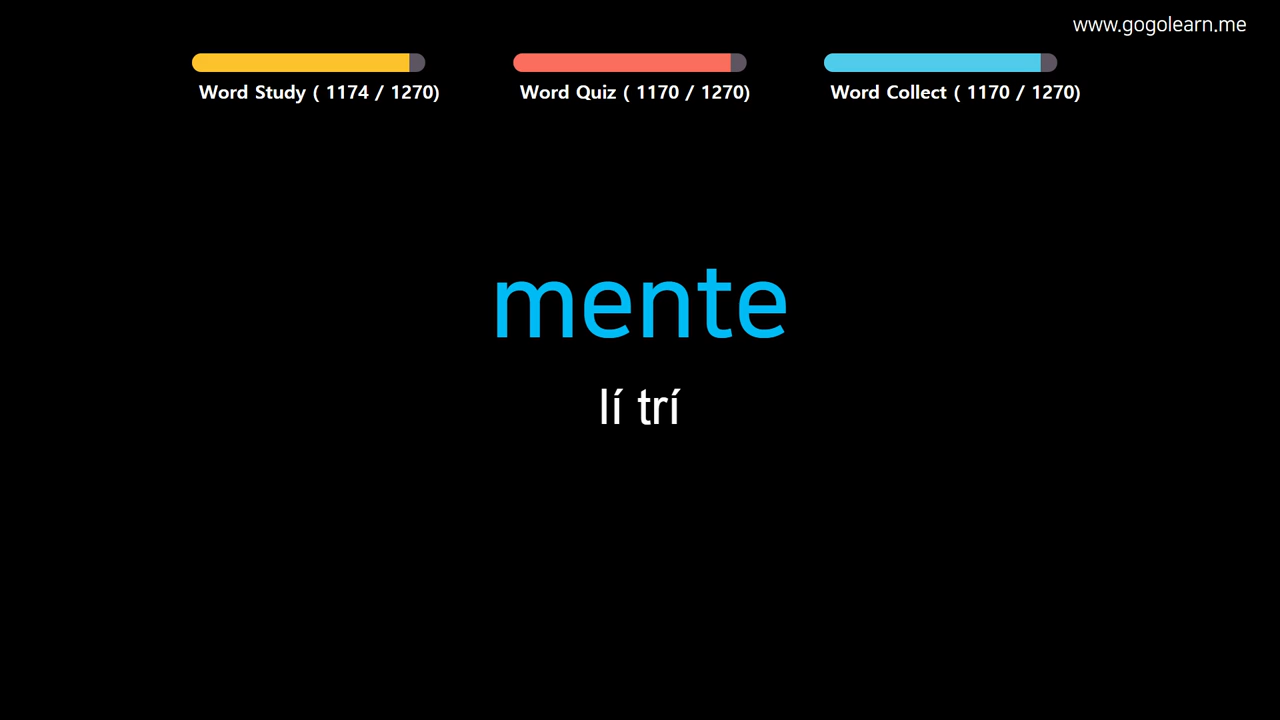 www.gogolearn.me
Word Study ( 1174 / 1270)
Word Quiz ( 1170 / 1270)
Word Collect ( 1170 / 1270)
mente
lí trí